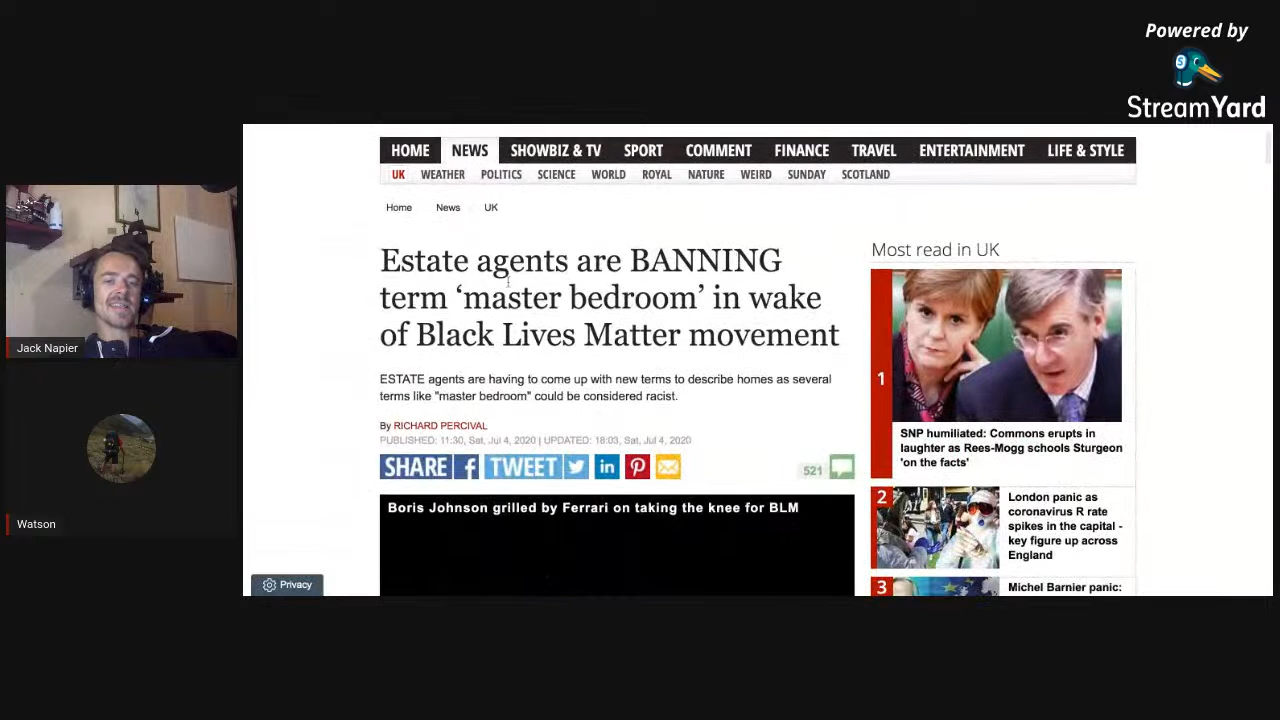 Powered by
StreamYard
HOME NEWS SHOWBIZ & TV SPORT COMMENT FINANCE TRAVEL ENTERTAINMENT LIFE & STYLE
UK WEATHER POLITICS SCIENCE WORLD ROYAL NATURE WEIRD SUNDAY SCOTLAND
Home News UK
Estate agents are BANNING
term ‘master bedroom’ in wake
of Black Lives Matter movement
ESTATE agents are having to come up with new terms to describe homes as several
terms like "master bedroom" could be considered racist.
By RICHARD PERCIVAL
PUBLISHED: 11:30, Sat, Jul 4, 2020 | UPDATED: 18:03, Sat, Jul 4, 2020
SHARE f TWEET in 521
Boris Johnson grilled by Ferrari on taking the knee for BLM
Most read in UK
1
SNP humiliated: Commons erupts in
laughter as Rees-Mogg schools Sturgeon
'on the facts'
2
London panic as
coronavirus R rate
spikes in the capital -
key figure up across
England
3
Michel Barnier panic:
Jack Napier
Watson
Privacy